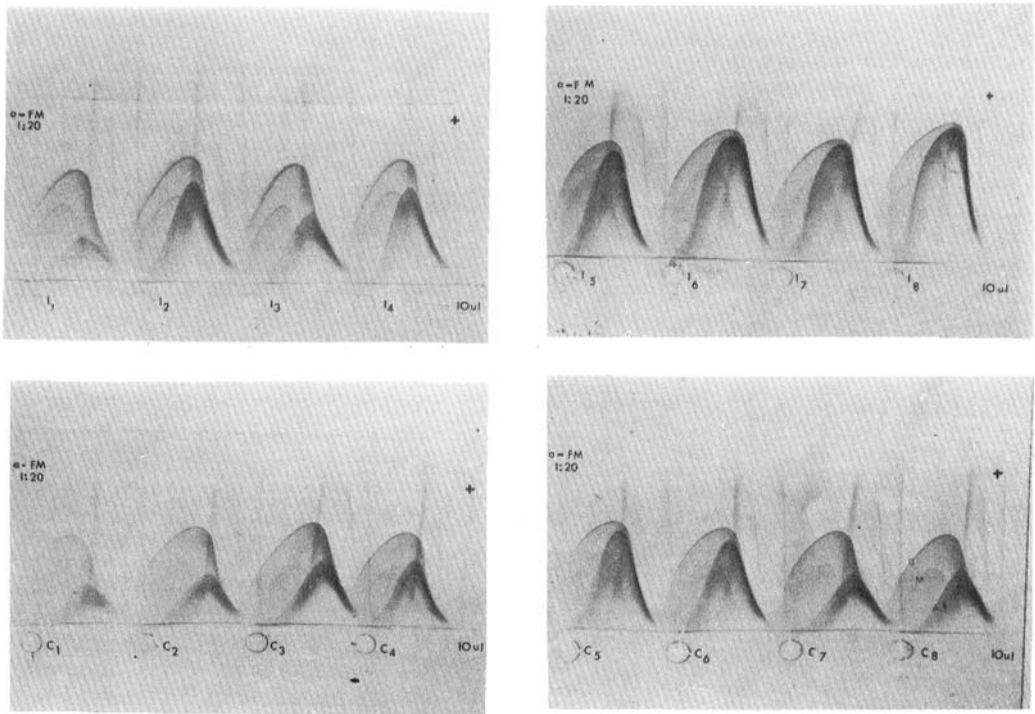 a-FM
1:20
+
I1 I2 I3 I4 10ul
a-F M
1:20
+
I5 I6 I7 I8 10ul
a-FM
1:20
+
C1 C2 C3 C4 10ul
a-FM
1:20
+
M
C5 C6 C7 C8 10ul